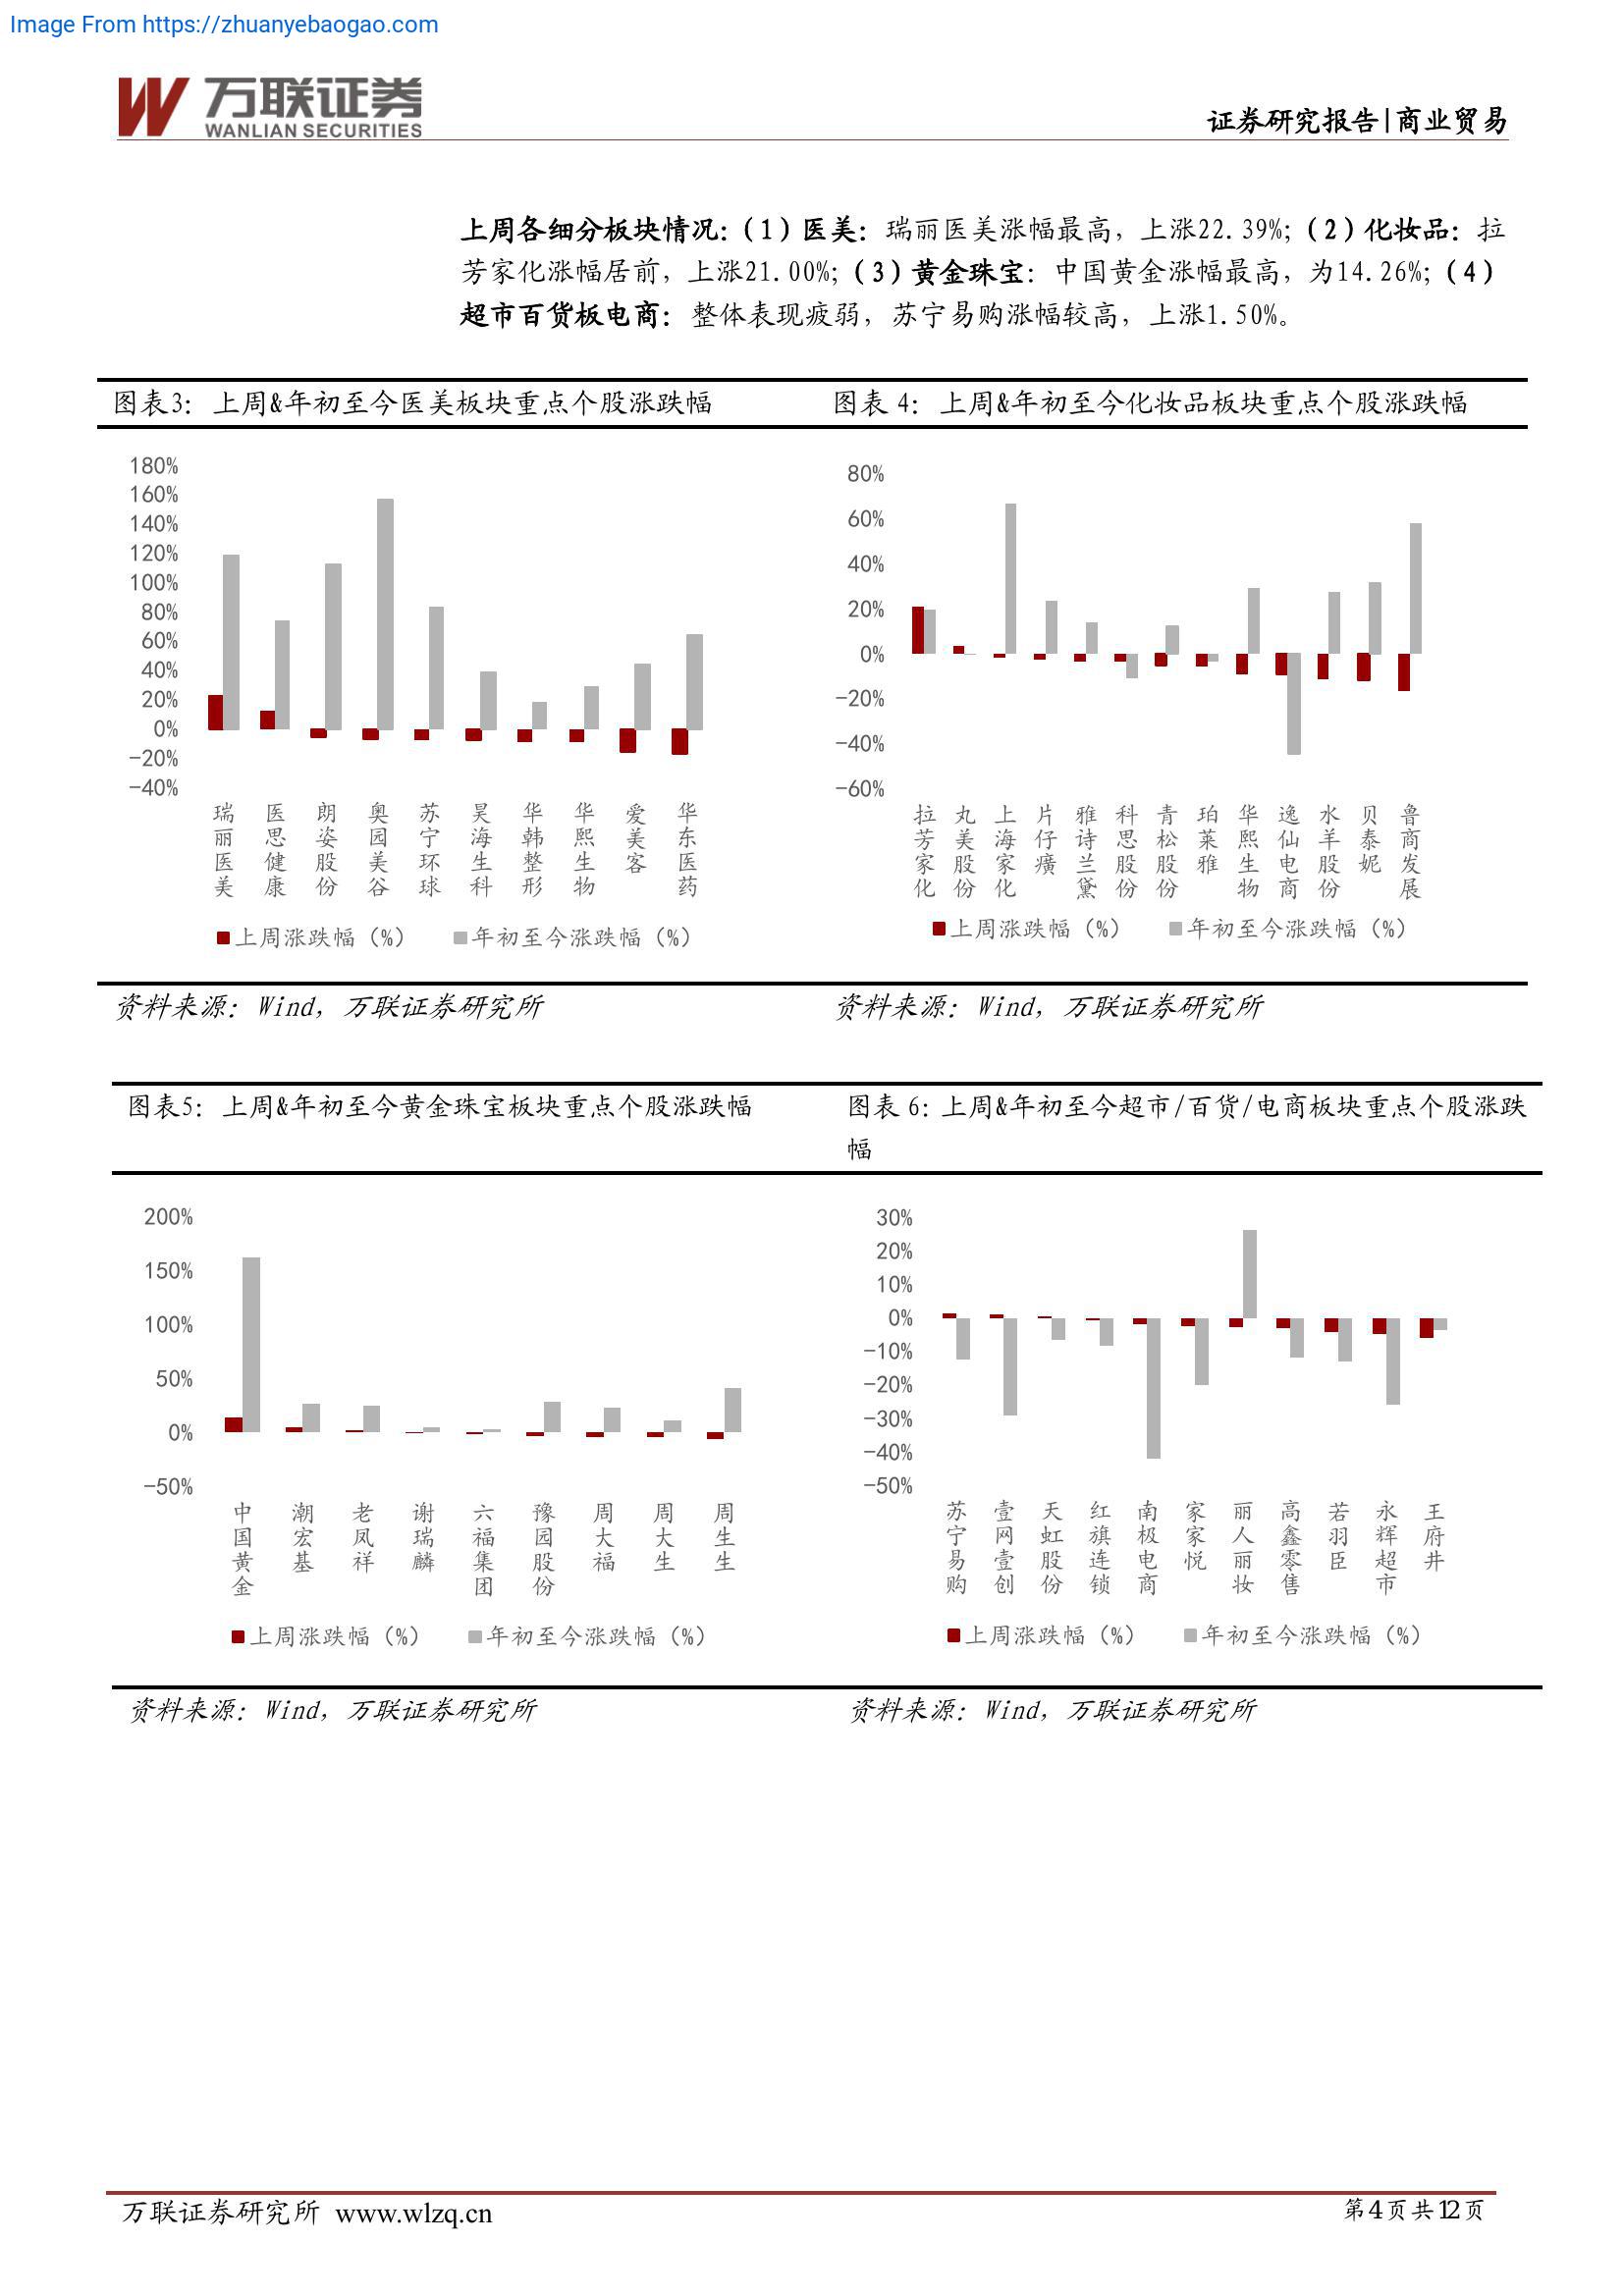 Image From https://zhuanyebaogao.com
万联证券
WANLIAN SECURITIES
证券研究报告|商业贸易
上周各细分板块情况：（1）医美：瑞丽医美涨幅最高，上涨22.39%；（2）化妆品：拉
芳家化涨幅居前，上涨21.00%；（3）黄金珠宝：中国黄金涨幅最高，为14.26%；（4）
超市百货板电商：整体表现疲弱，苏宁易购涨幅较高，上涨1.50%。
图表3：上周&年初至今医美板块重点个股涨跌幅
180%
160%
140%
120%
100%
80%
60%
40%
20%
0%
-20%
-40%
瑞丽医美
医思健康
朗姿股份
奥园美谷
苏宁环球
昊海生科
华韩整形
华熙生物
爱美客
华东医药
上周涨跌幅（%）
年初至今涨跌幅（%）
资料来源：Wind，万联证券研究所
图表 4：上周&年初至今化妆品板块重点个股涨跌幅
80%
60%
40%
20%
0%
-20%
-40%
-60%
拉芳家化
丸美股份
上海家化
片仔癀
雅诗兰黛
科思股份
青松股份
珀莱雅
华熙生物
逸仙电商
水羊股份
贝泰妮
鲁商发展
上周涨跌幅（%）
年初至今涨跌幅（%）
资料来源：Wind，万联证券研究所
图表5：上周&年初至今黄金珠宝板块重点个股涨跌幅
200%
150%
100%
50%
0%
-50%
中国黄金
潮宏基
老凤祥
谢瑞麟
六福集团
豫园股份
周大福
周大生
周生生
上周涨跌幅（%）
年初至今涨跌幅（%）
资料来源：Wind，万联证券研究所
图表 6：上周&年初至今超市/百货/电商板块重点个股涨跌
幅
30%
20%
10%
0%
-10%
-20%
-30%
-40%
-50%
苏宁易购
壹网壹创
天虹股份
红旗连锁
南极电商
家家悦
丽人丽妆
高鑫零售
若羽臣
永辉超市
王府井
上周涨跌幅（%）
年初至今涨跌幅（%）
资料来源：Wind，万联证券研究所
万联证券研究所 www.wlzq.cn
第4页共12页